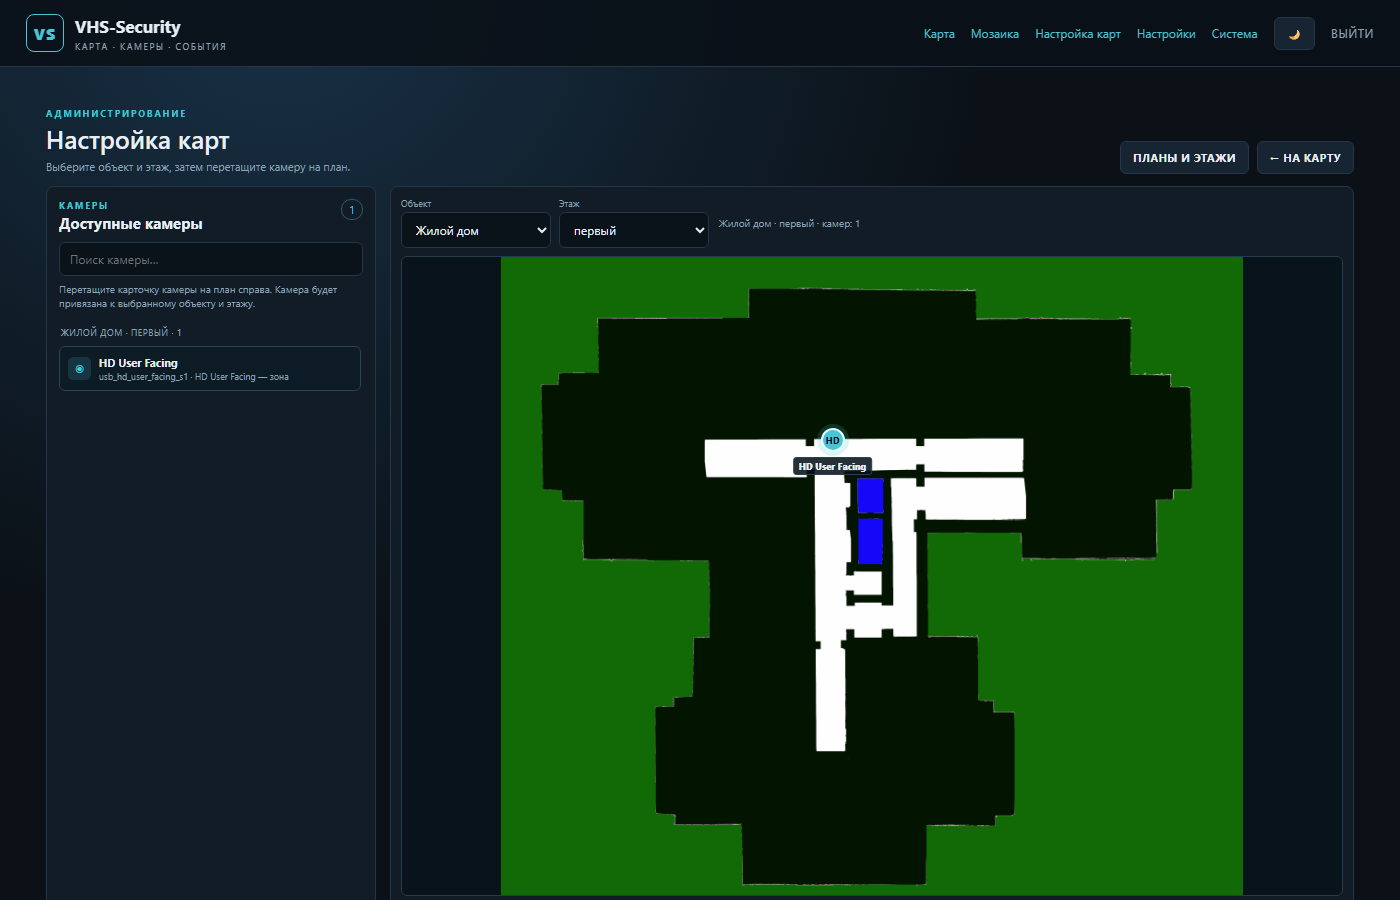 VS
VHS-Security
КАРТА · КАМЕРЫ · СОБЫТИЯ
Карта
Мозаика
Настройка карт
Настройки
Система
ВЫЙТИ
АДМИНИСТРИРОВАНИЕ
Настройка карт
Выберите объект и этаж, затем перетащите камеру на план.
ПЛАНЫ И ЭТАЖИ
← НА КАРТУ
КАМЕРЫ
Доступные камеры
1
Поиск камеры...
Перетащите карточку камеры на план справа. Камера будет
привязана к выбранному объекту и этажу.
ЖИЛОЙ ДОМ · ПЕРВЫЙ · 1
HD User Facing
usb_hd_user_facing_s1 · HD User Facing — зона
Объект
Жилой дом
Этаж
первый
Жилой дом · первый · камер: 1
HD
HD User Facing